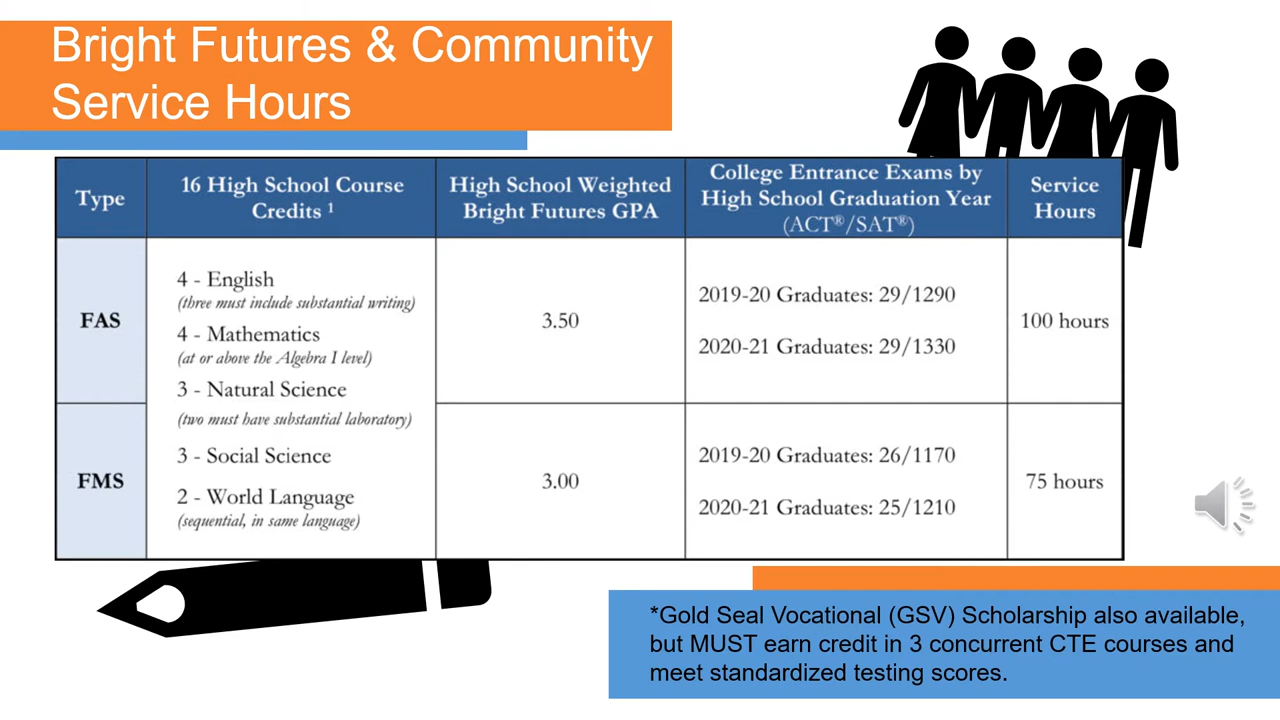 Bright Futures & Community
Service Hours
Type
16 High School Course
Credits ¹
High School Weighted
Bright Futures GPA
College Entrance Exams by
High School Graduation Year
(ACT®/SAT®)
Service
Hours
FAS
4 - English
(three must include substantial writing)
4 - Mathematics
(at or above the Algebra I level)
3 - Natural Science
(two must have substantial laboratory)
3 - Social Science
2 - World Language
(sequential, in same language)
3.50
2019-20 Graduates: 29/1290
2020-21 Graduates: 29/1330
100 hours
FMS
3.00
2019-20 Graduates: 26/1170
2020-21 Graduates: 25/1210
75 hours
*Gold Seal Vocational (GSV) Scholarship also available,
but MUST earn credit in 3 concurrent CTE courses and
meet standardized testing scores.